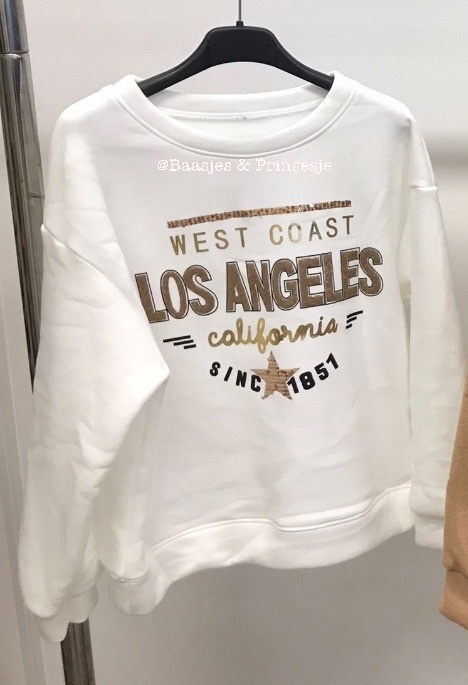 @Baasjes & Prinsesje
WEST COAST
LOS ANGELES
california
SINC 1851